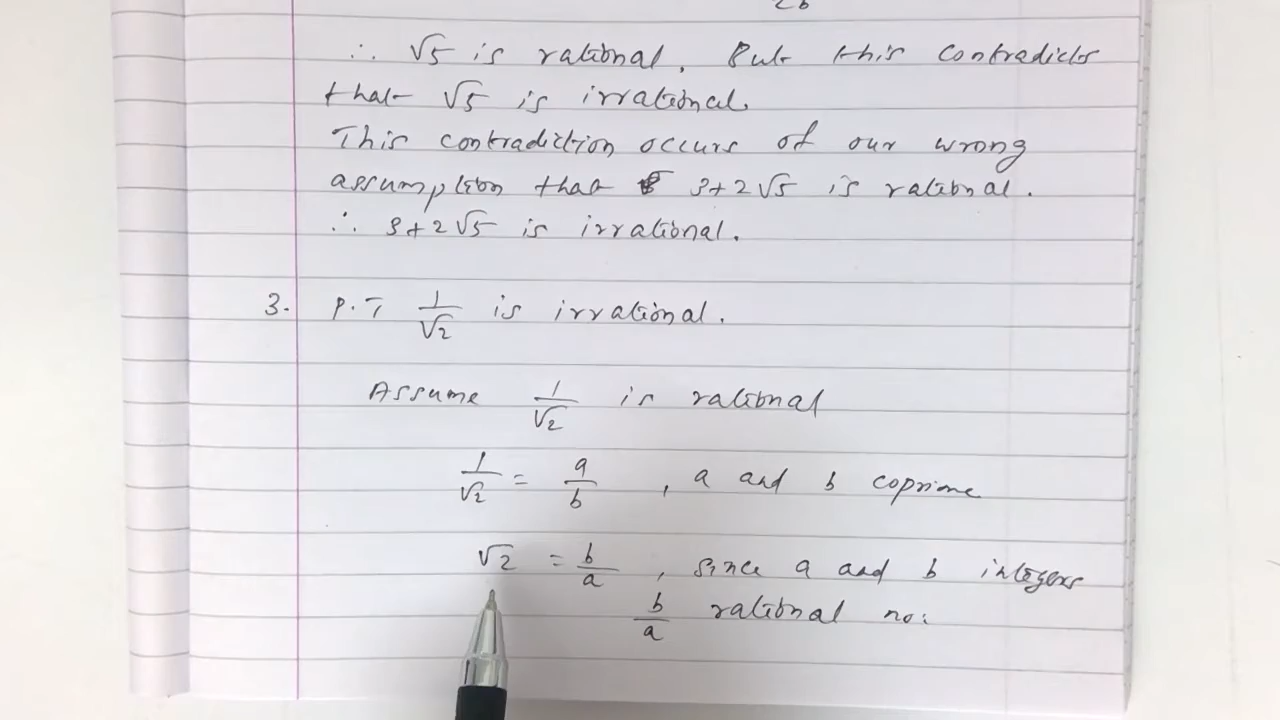 ∴ √5 is rational. But this contradicts
that √5 is irrational.
This contradiction occurs of our wrong
assumption that 3+2√5 is rational.
∴ 3+2√5 is irrational.
3. P.T 1/√2 is irrational.
Assume 1/√2 is rational
1/√2 = a/b , a and b coprime
√2 = b/a , since a and b integers
b/a rational no: